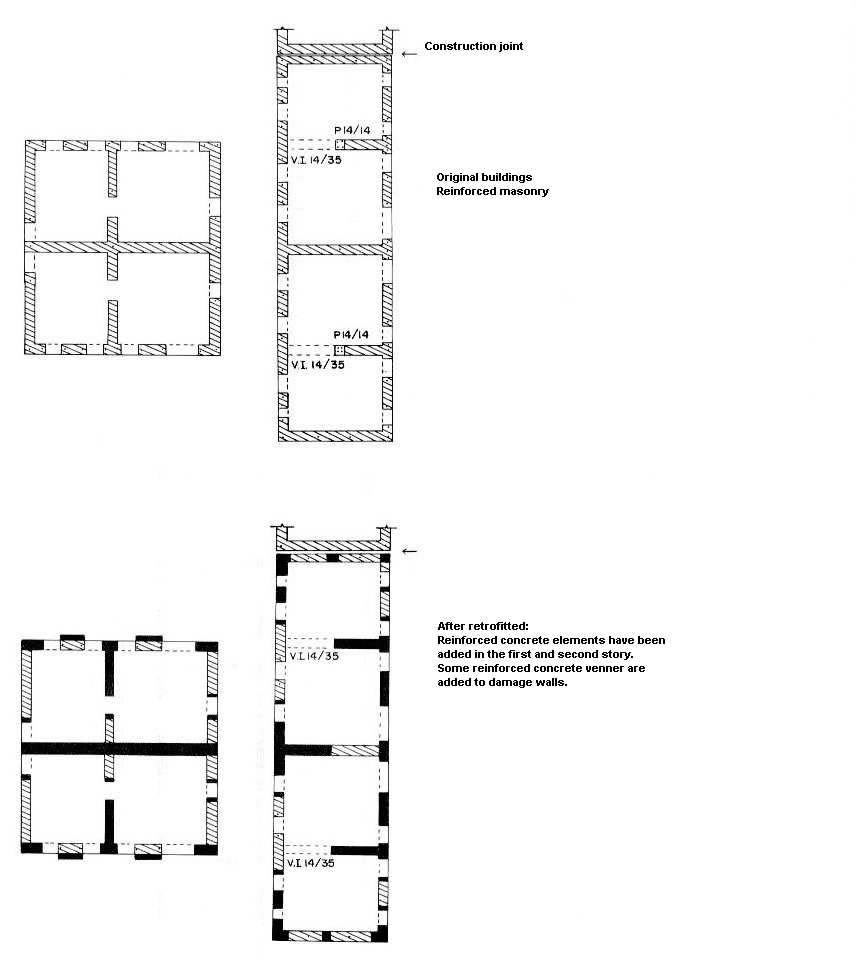 Construction joint
P14/14
V.I. 14/35
Original buildings
Reinforced masonry
P14/14
V.I. 14/35
After retrofitted:
Reinforced concrete elements have been
added in the first and second story.
Some reinforced concrete venner are
added to damage walls.
V.I. 14/35
V.I. 14/35